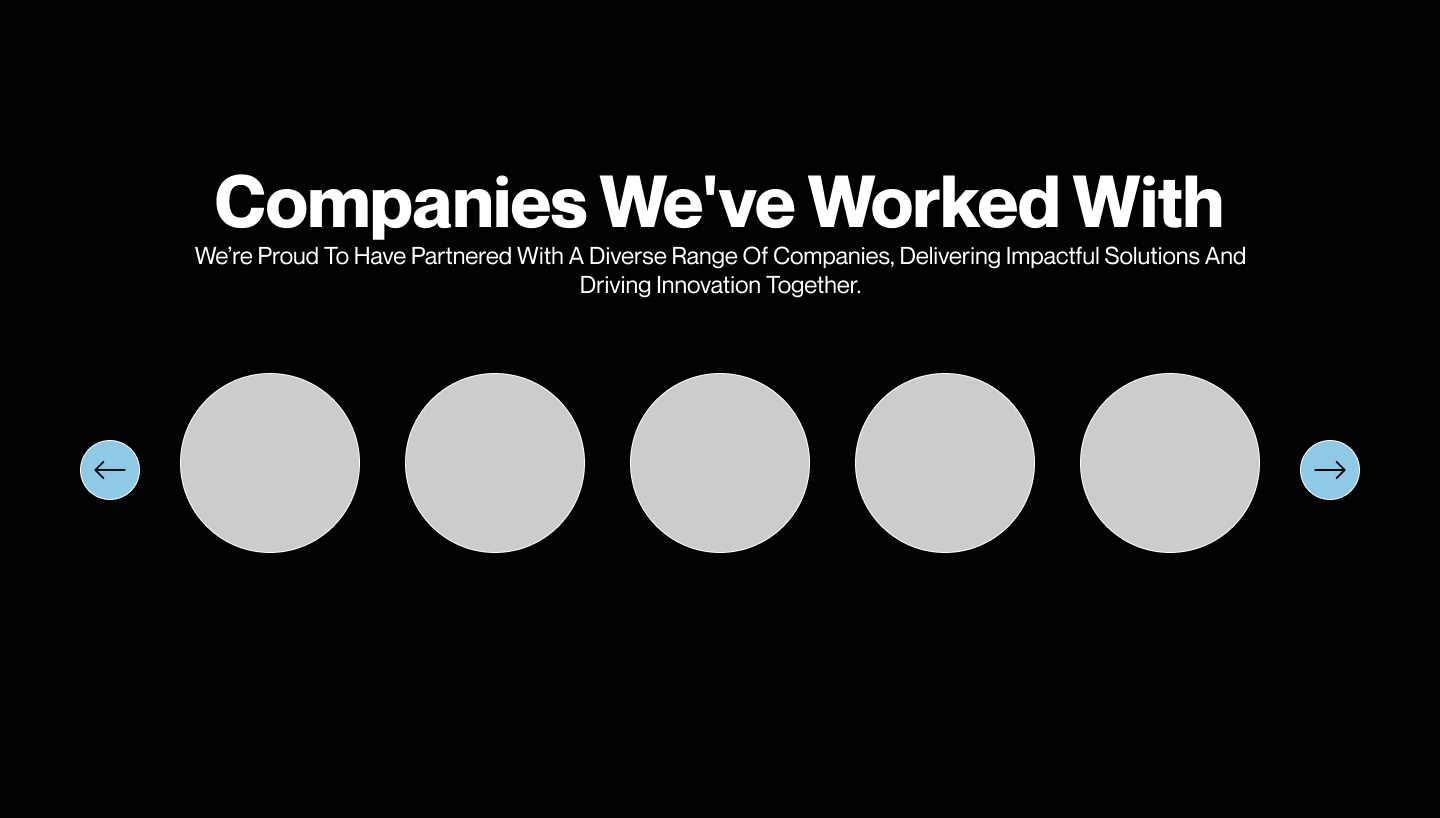 Companies We've Worked With
We’re Proud To Have Partnered With A Diverse Range Of Companies, Delivering Impactful Solutions And
Driving Innovation Together.